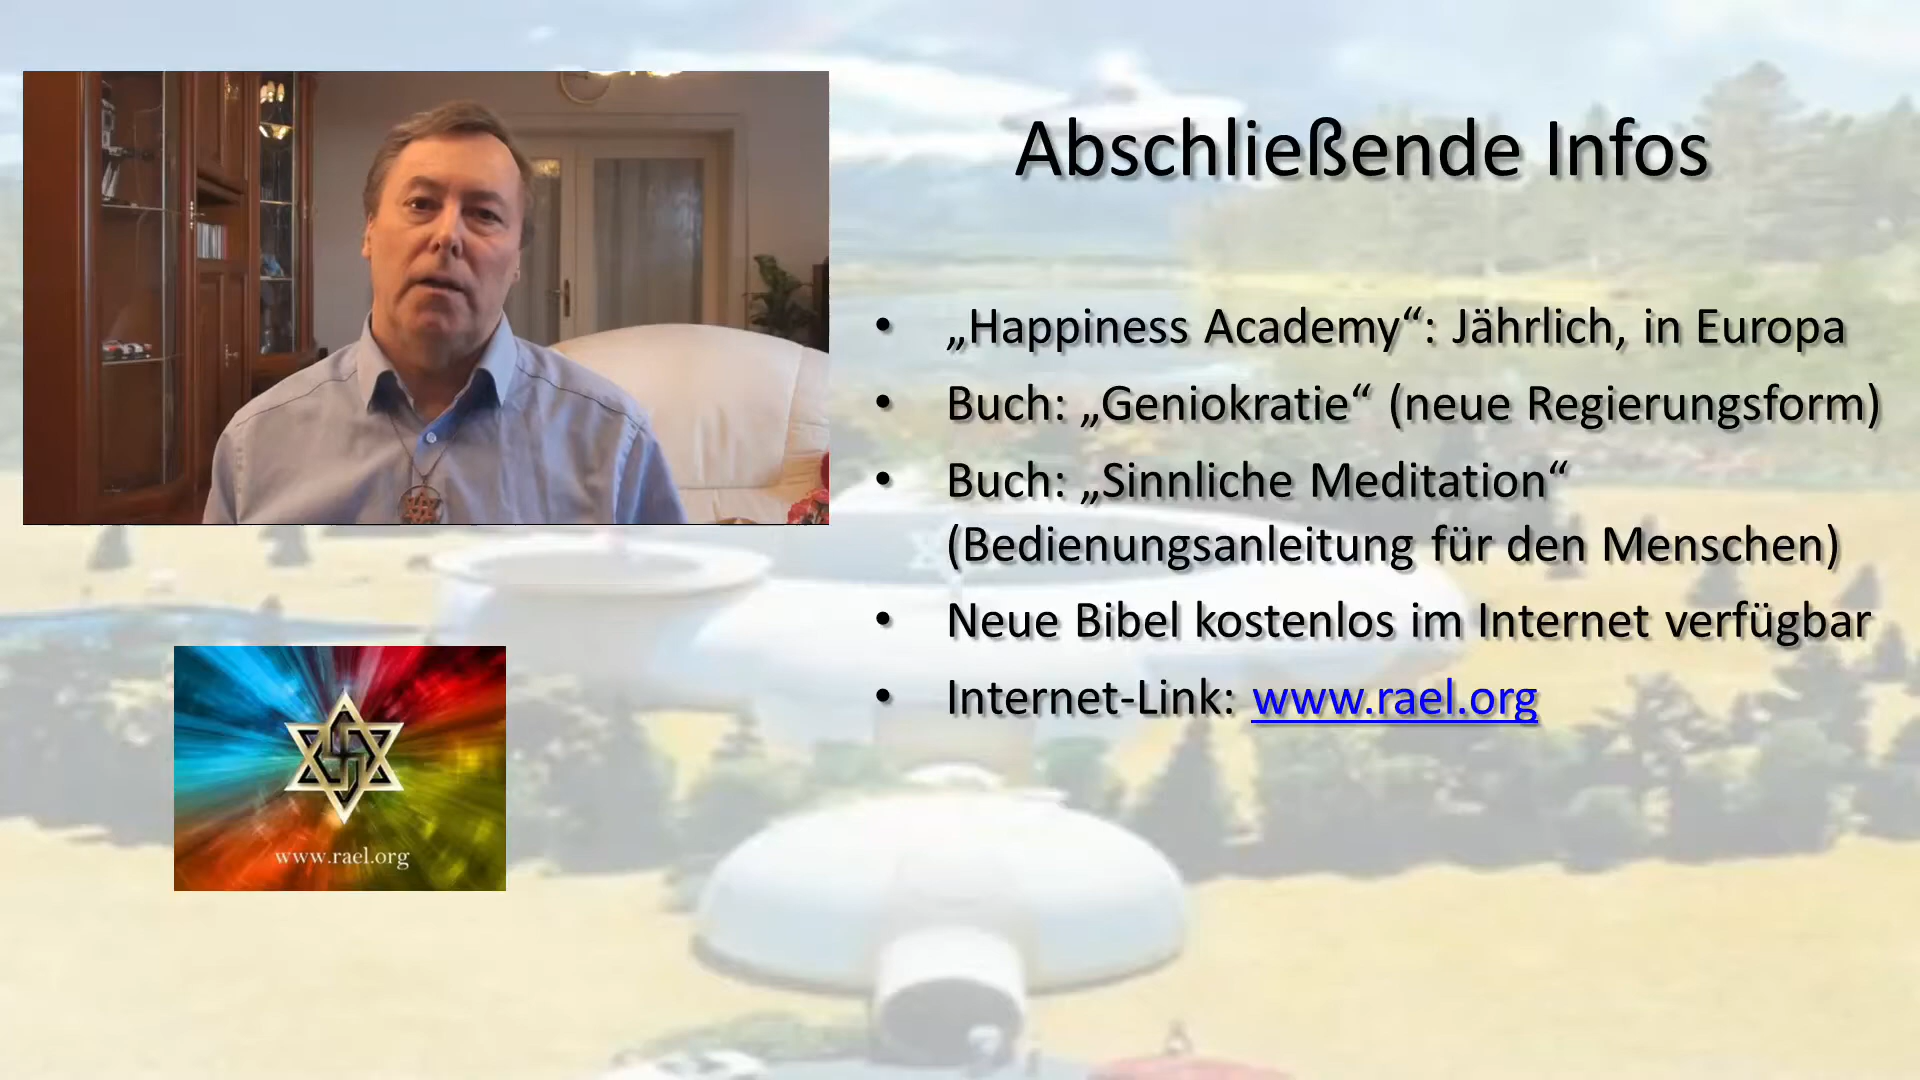 Abschließende Infos
• „Happiness Academy“: Jährlich, in Europa
• Buch: „Geniokratie“ (neue Regierungsform)
• Buch: „Sinnliche Meditation“
(Bedienungsanleitung für den Menschen)
• Neue Bibel kostenlos im Internet verfügbar
• Internet-Link: www.rael.org
www.rael.org